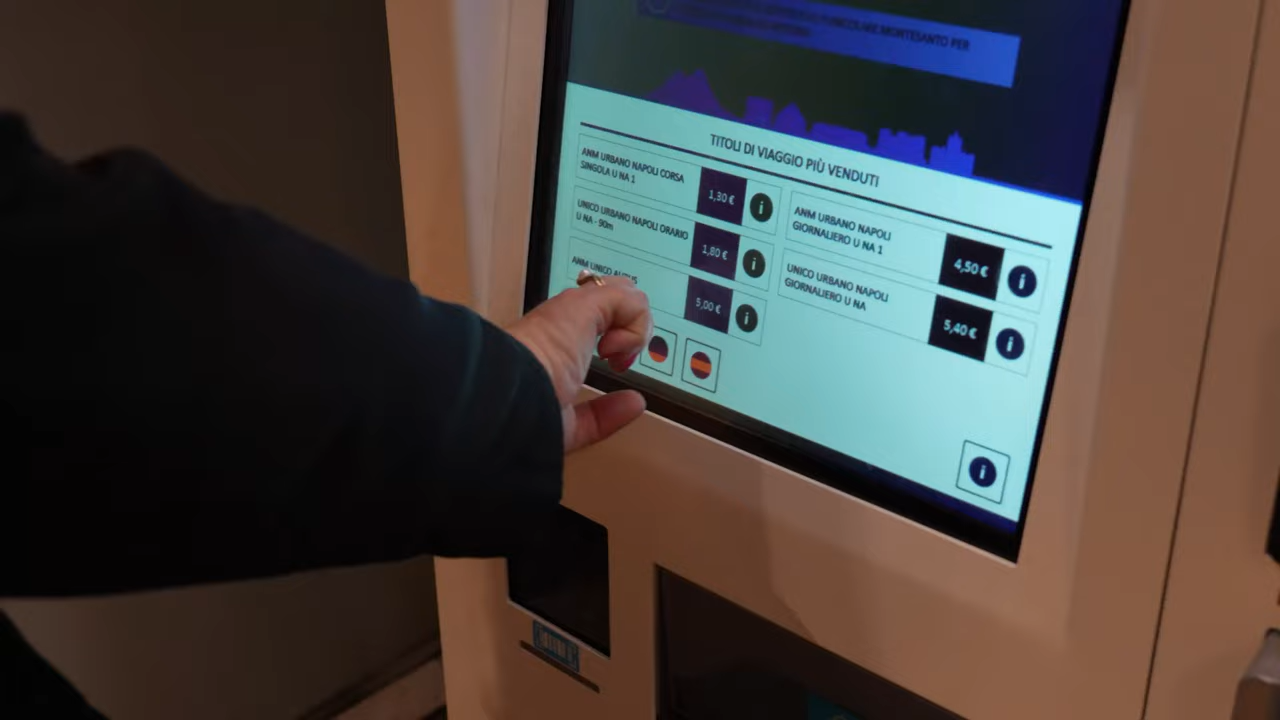 MONTESANTO PER
TITOLI DI VIAGGIO PIÙ VENDUTI
ANM URBANO NAPOLI CORSA
SINGOLA U NA 1
1,30 €
i
UNICO URBANO NAPOLI ORARIO
U NA - 90m
1,80 €
i
ANM UNICO
5,00 €
i
ANM URBANO NAPOLI
GIORNALIERO U NA 1
4,50 €
i
UNICO URBANO NAPOLI
GIORNALIERO U NA
5,40 €
i
i